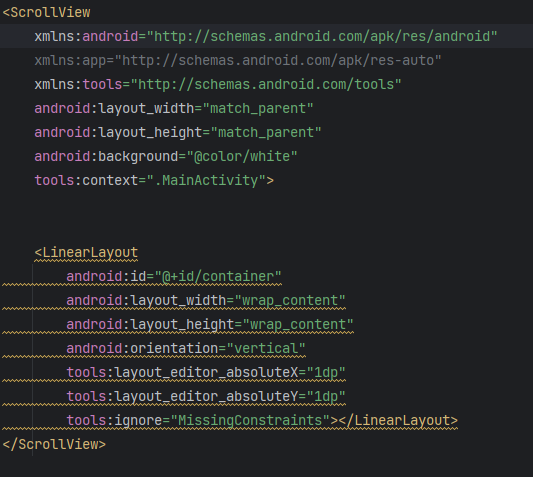 <ScrollView
xmlns:android="http://schemas.android.com/apk/res/android"
xmlns:app="http://schemas.android.com/apk/res-auto"
xmlns:tools="http://schemas.android.com/tools"
android:layout_width="match_parent"
android:layout_height="match_parent"
android:background="@color/white"
tools:context=".MainActivity">
<LinearLayout
android:id="@+id/container"
android:layout_width="wrap_content"
android:layout_height="wrap_content"
android:orientation="vertical"
tools:layout_editor_absoluteX="1dp"
tools:layout_editor_absoluteY="1dp"
tools:ignore="MissingConstraints"></LinearLayout>
</ScrollView>